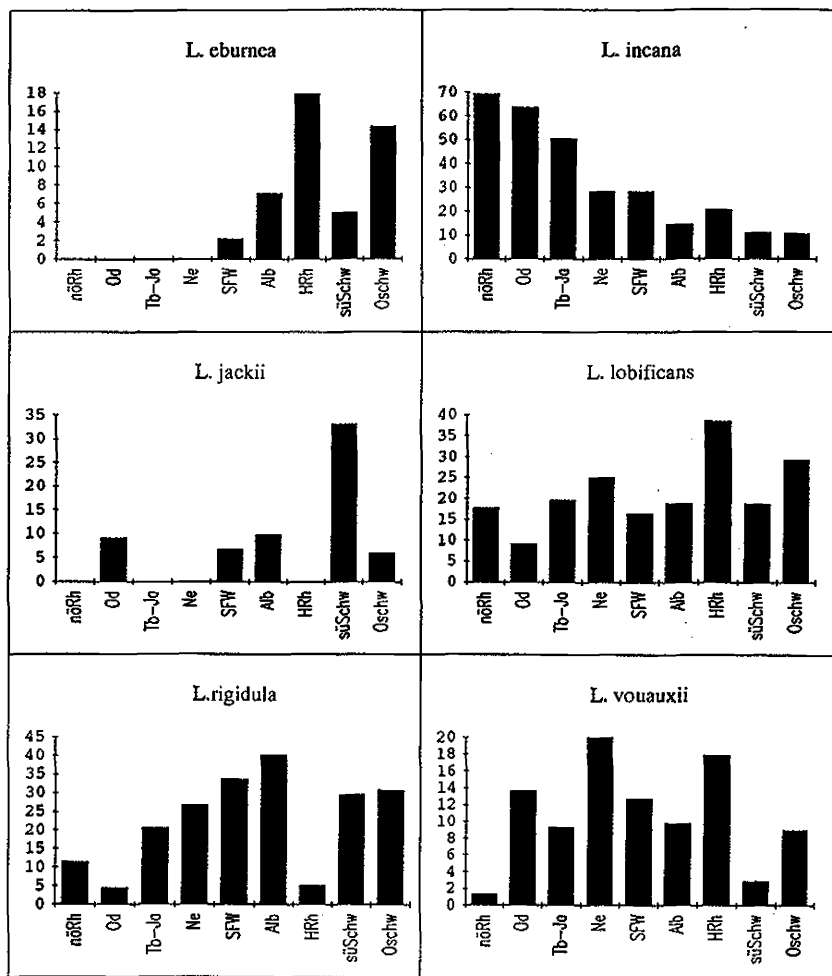 L. eburnea
18
16
14
12
10
8
6
4
2
0
nöRh
Od
Tb-Ja
Ne
SFW
Alb
HRh
süSchw
Oschw
L. incana
70
60
50
40
30
20
10
0
nöRh
Od
Tb-Ja
Ne
SFW
Alb
HRh
süSchw
Oschw
L. jackii
35
30
25
20
15
10
5
0
nöRh
Od
Tb-Ja
Ne
SFW
Alb
HRh
süSchw
Oschw
L. lobificans
40
35
30
25
20
15
10
5
0
nöRh
Od
Tb-Ja
Ne
SFW
Alb
HRh
süSchw
Oschw
L.rigidula
45
40
35
30
25
20
15
10
5
0
nöRh
Od
Tb-Ja
Ne
SFW
Alb
HRh
süSchw
Oschw
L. vouauxii
20
18
16
14
12
10
8
6
4
2
0
nöRh
Od
Tb-Ja
Ne
SFW
Alb
HRh
süSchw
Oschw